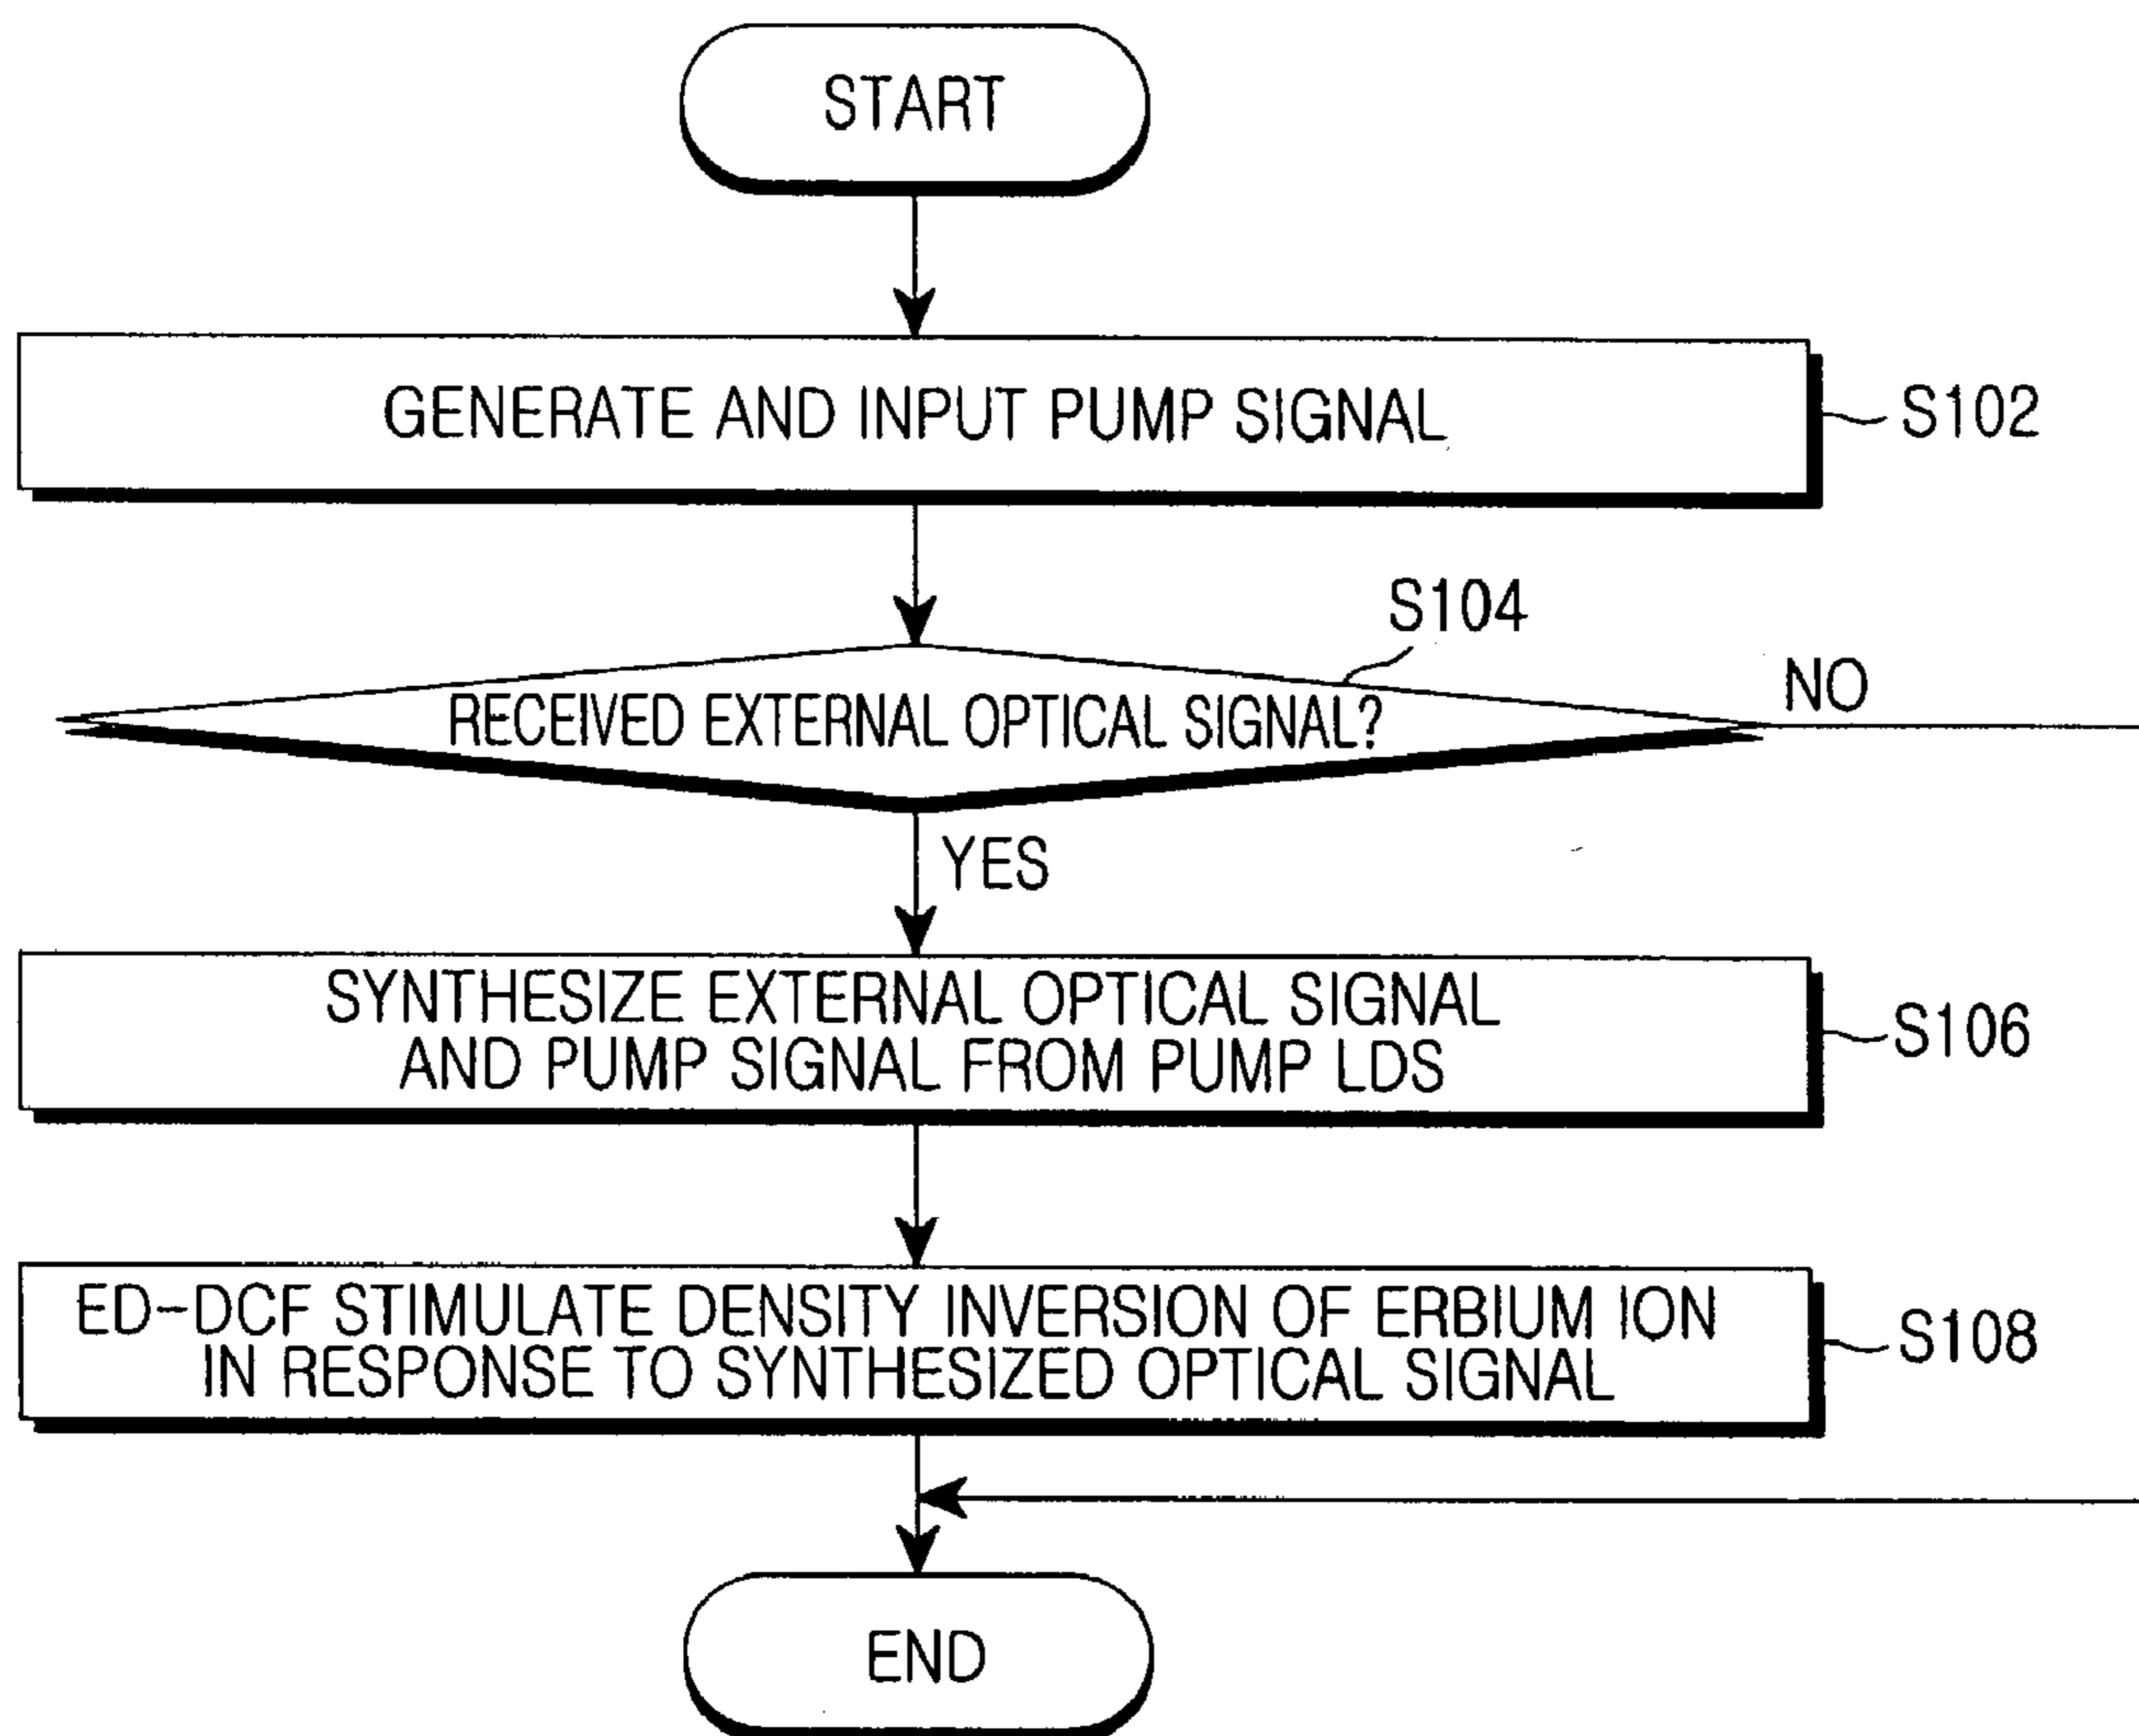 START
GENERATE AND INPUT PUMP SIGNAL
S102
S104
RECEIVED EXTERNAL OPTICAL SIGNAL?
NO
YES
SYNTHESIZE EXTERNAL OPTICAL SIGNAL
AND PUMP SIGNAL FROM PUMP LDS
S106
ED-DCF STIMULATE DENSITY INVERSION OF ERBIUM ION
IN RESPONSE TO SYNTHESIZED OPTICAL SIGNAL
S108
END